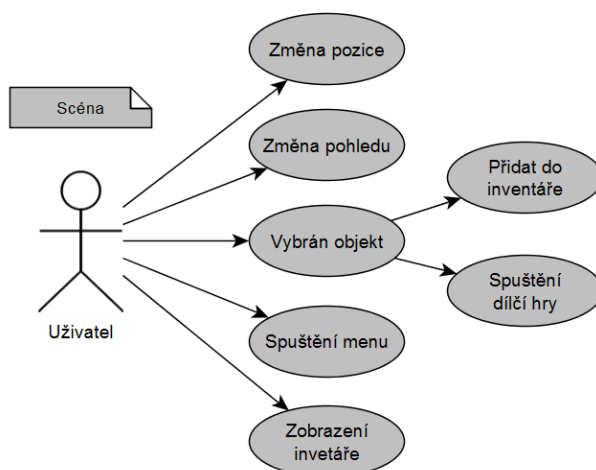 Změna pozice
Scéna
Změna pohledu
Přidat do
inventáře
Vybrán objekt
Spuštění
dílčí hry
Uživatel
Spuštění menu
Zobrazení
invetáře